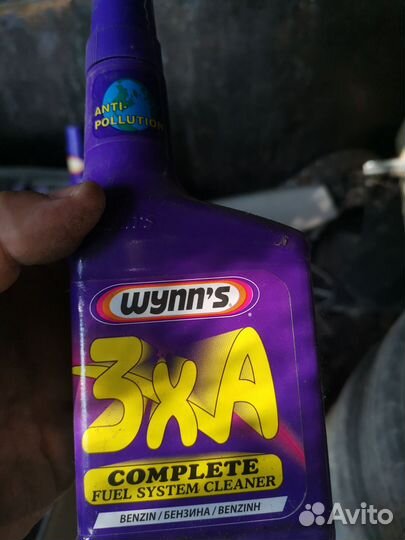 ANTI-
POLLUTION
WYNN'S
3xA
COMPLETE
FUEL SYSTEM CLEANER
BENZIN / БЕНЗИНА / BENZINH
Avito